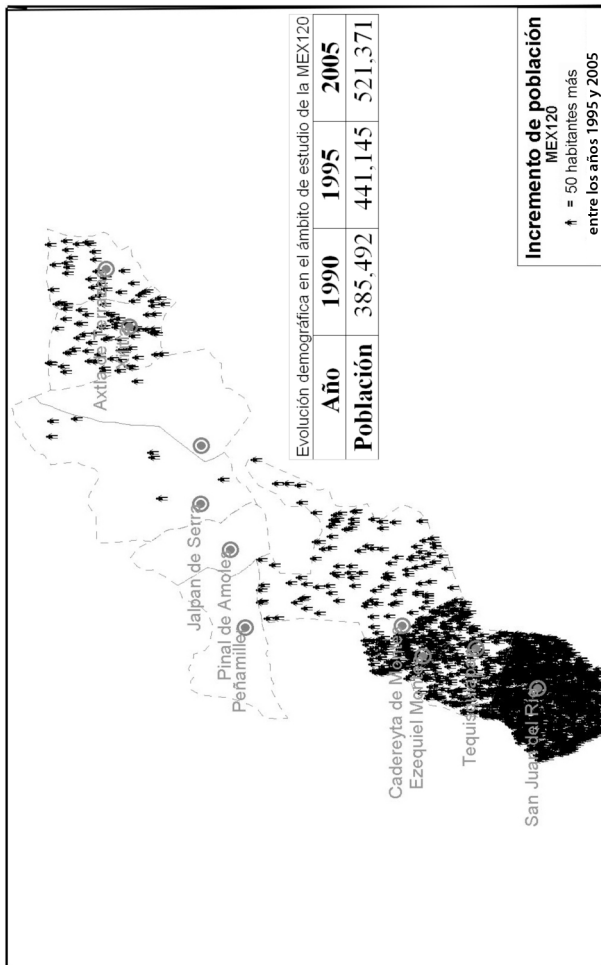 Evolución demográfica en el ámbito de estudio de la MEX120
Año 1990 1995 2005
Población 385,492 441,145 521,371
Axtla de
Jalpan de Serra
Pinal de Amoles
Peñamiller
Cadereyta de
Ezequiel
San Juan del Río
Incremento de población
MEX120
= 50 habitantes más
entre los años 1995 y 2005